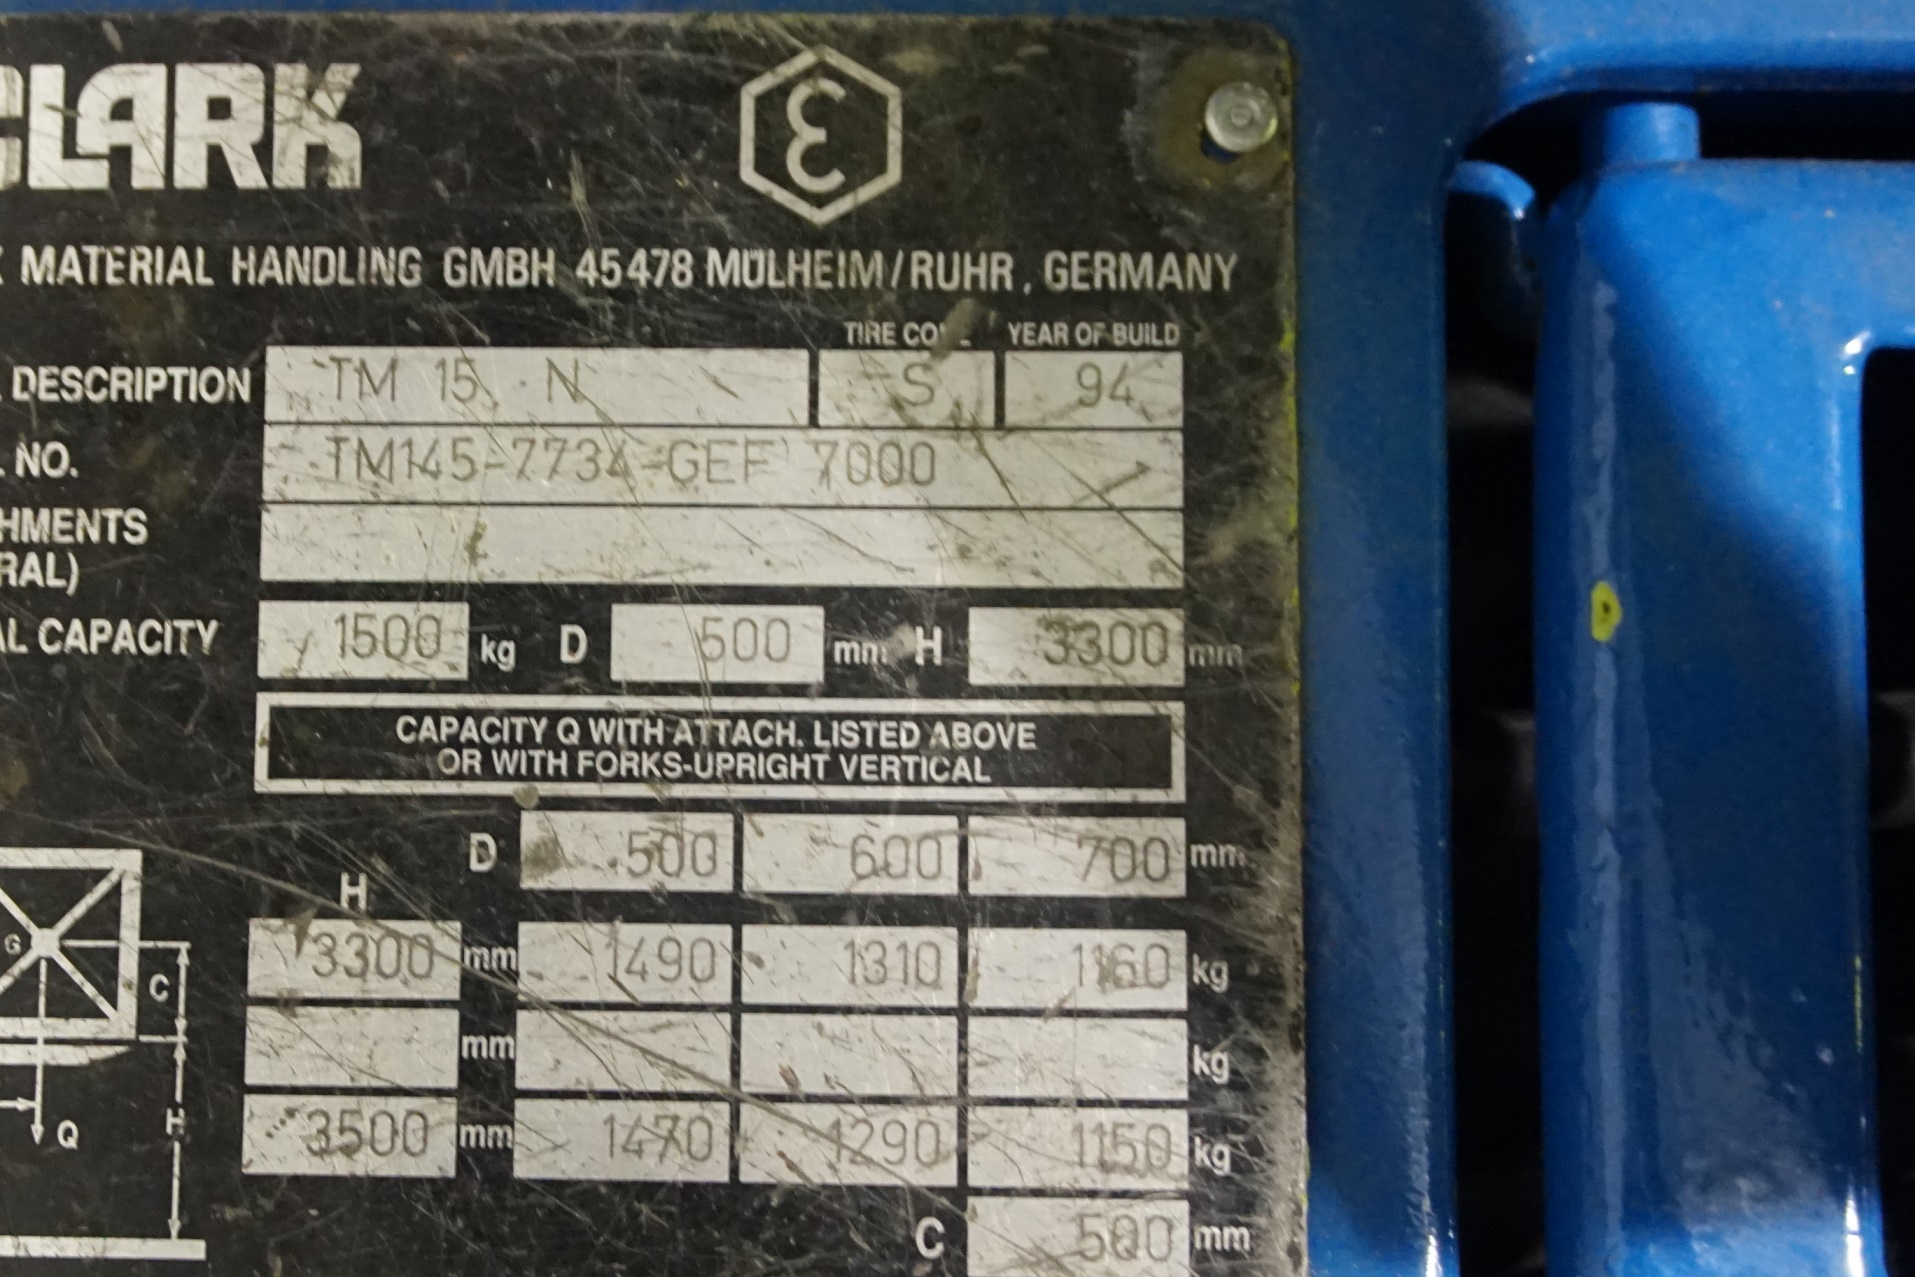 CLARK
MATERIAL HANDLING GMBH 45478 MÜLHEIM/RUHR, GERMANY
TIRE YEAR OF BUILD
DESCRIPTION TM 15 N S 94
NO. TM145-7734-GEF 7000
HMENTS
RAL)
AL CAPACITY 1500 kg D 500 mm H 3300 mm
CAPACITY Q WITH ATTACH. LISTED ABOVE
OR WITH FORKS-UPRIGHT VERTICAL
D 500 600 700 mm
H
3300 mm 1490 1310 1160 kg
G
C
mm kg
3500 mm 1470 1290 1150 kg
Q
H
C 500 mm